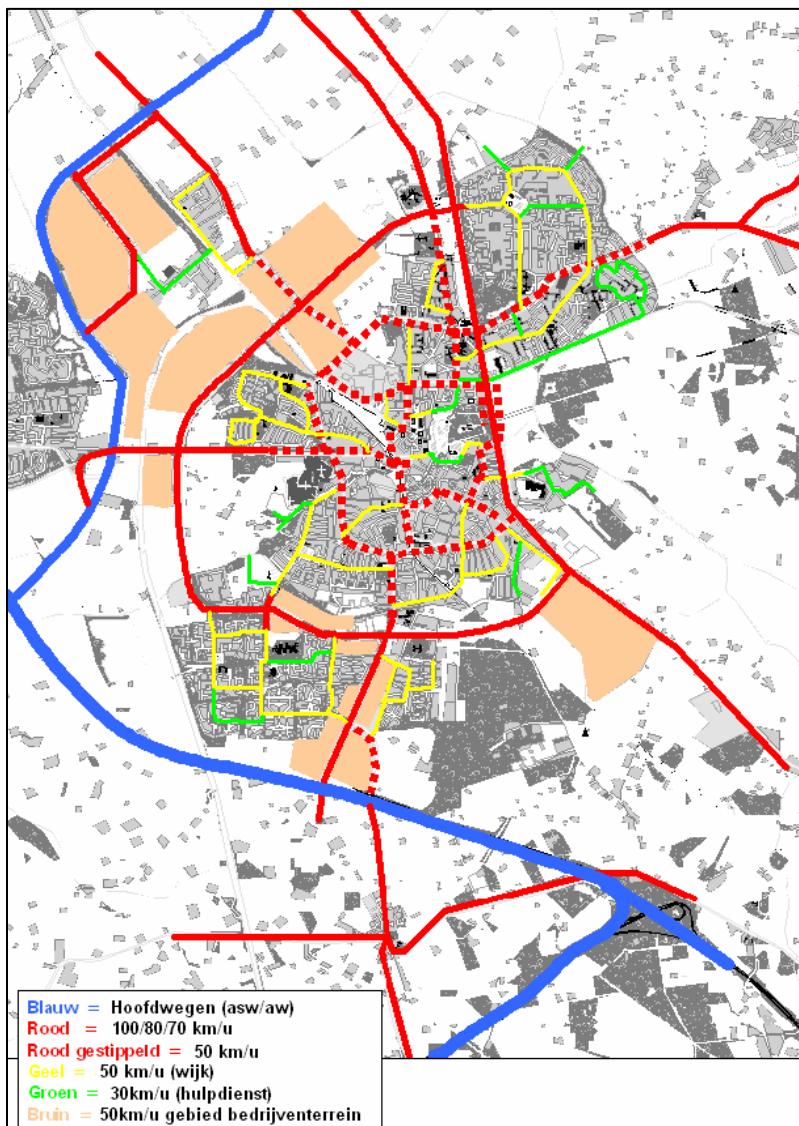 Blauw = Hoofdwegen (asw/aw)
Rood = 100/80/70 km/u
Rood gestippeld = 50 km/u
Geel = 50 km/u (wijk)
Groen = 30km/u (hulpdienst)
Bruin = 50km/u gebied bedrijventerrein